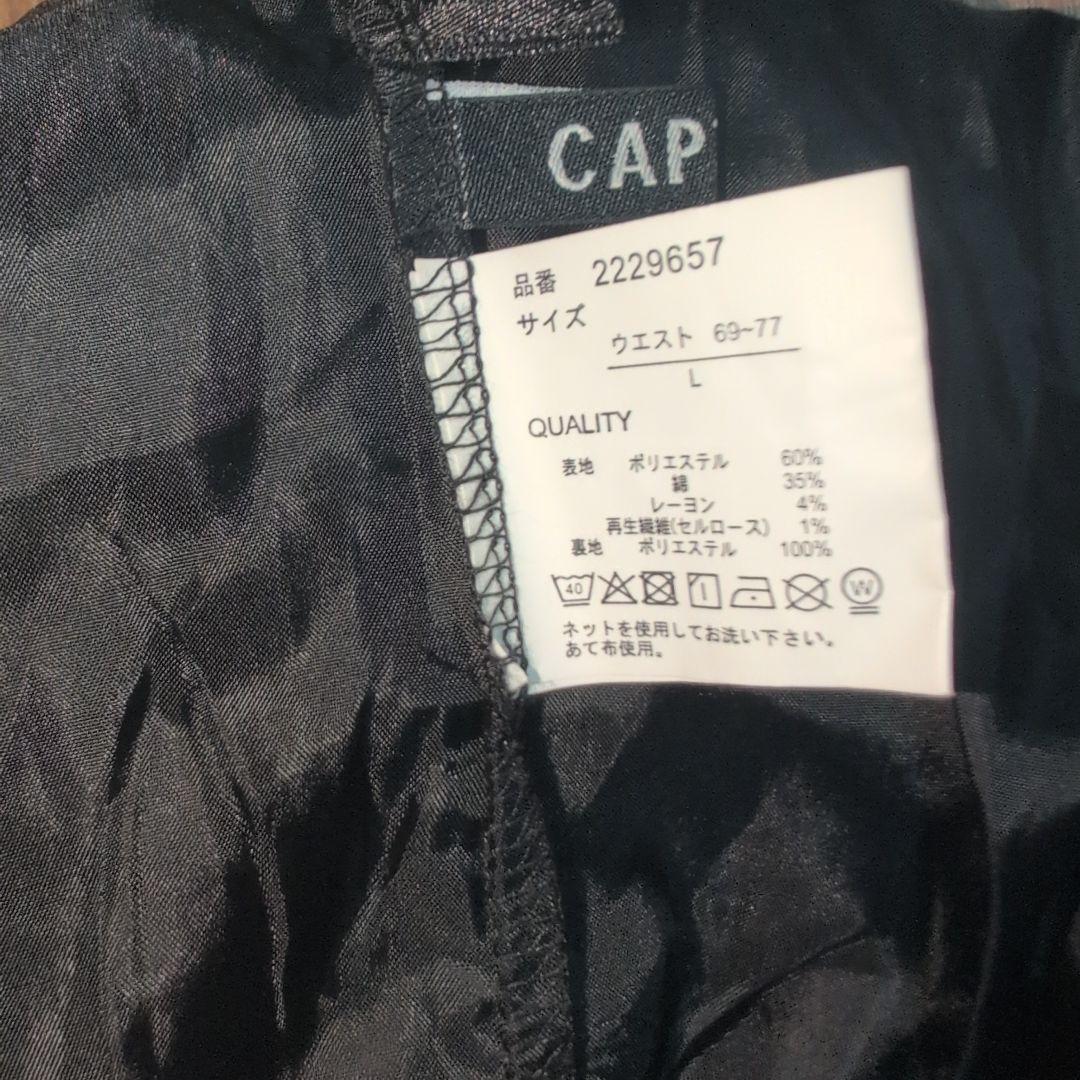 CAP
品番 2229657
サイズ
ウエスト 69~77
L
QUALITY
表地 ポリエステル 60%
綿 35%
レーヨン 4%
再生繊維(セルロース) 1%
裏地 ポリエステル 100%
40 W
ネットを使用してお洗い下さい。
あて布使用。